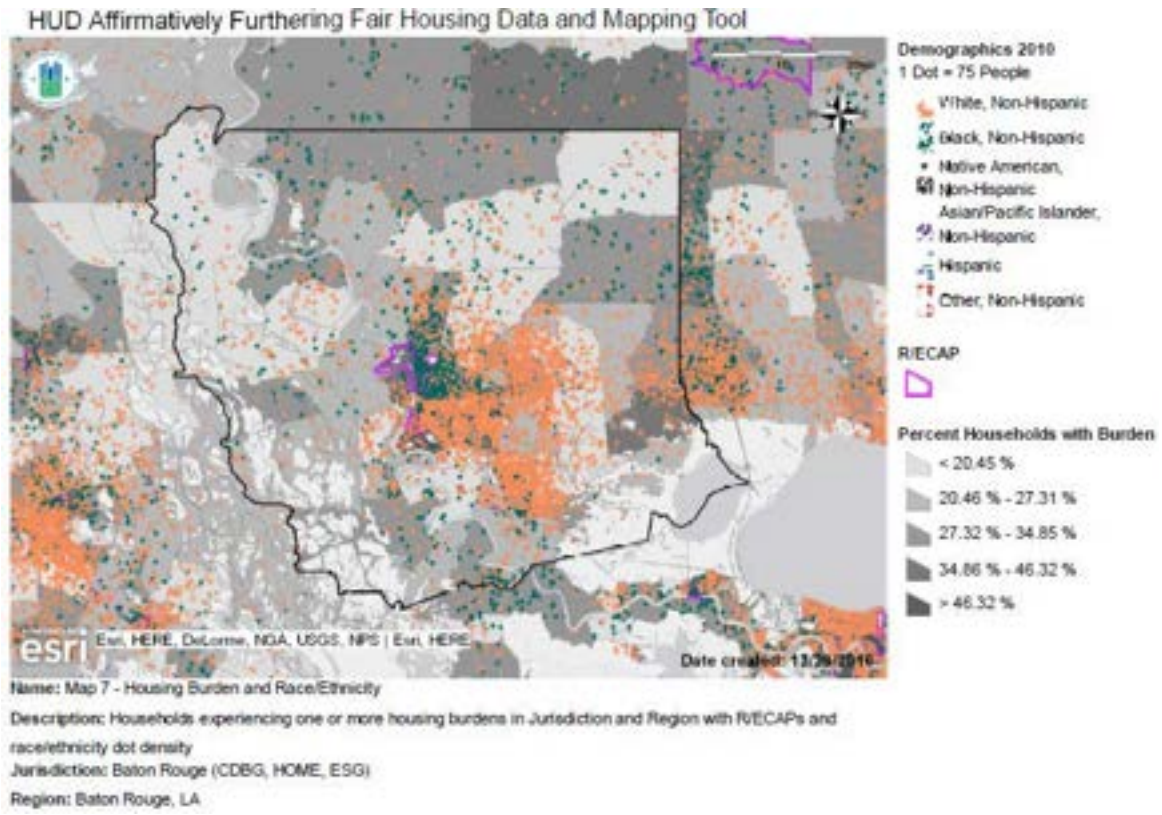 HUD Affirmatively Furthering Fair Housing Data and Mapping Tool
Demographics 2010
1 Dot = 75 People
White, Non-Hispanic
Black, Non-Hispanic
Native American,
Non-Hispanic
Asian/Pacific Islander,
Non-Hispanic
Hispanic
Other, Non-Hispanic
R/ECAP
Percent Households with Burden
< 20.45 %
20.46 % - 27.31 %
27.32 % - 34.85 %
34.86 % - 46.32 %
> 46.32 %
esri
Esri, HERE, DeLorme, NGA, USGS, NPS | Esri, HERE
Date created:
Name: Map 7 - Housing Burden and Race/Ethnicity
Description: Households experiencing one or more housing burdens in Jurisdiction and Region with R/ECAPs and
race/ethnicity dot density
Jurisdiction: Baton Rouge (CDBG, HOME, ESG)
Region: Baton Rouge, LA